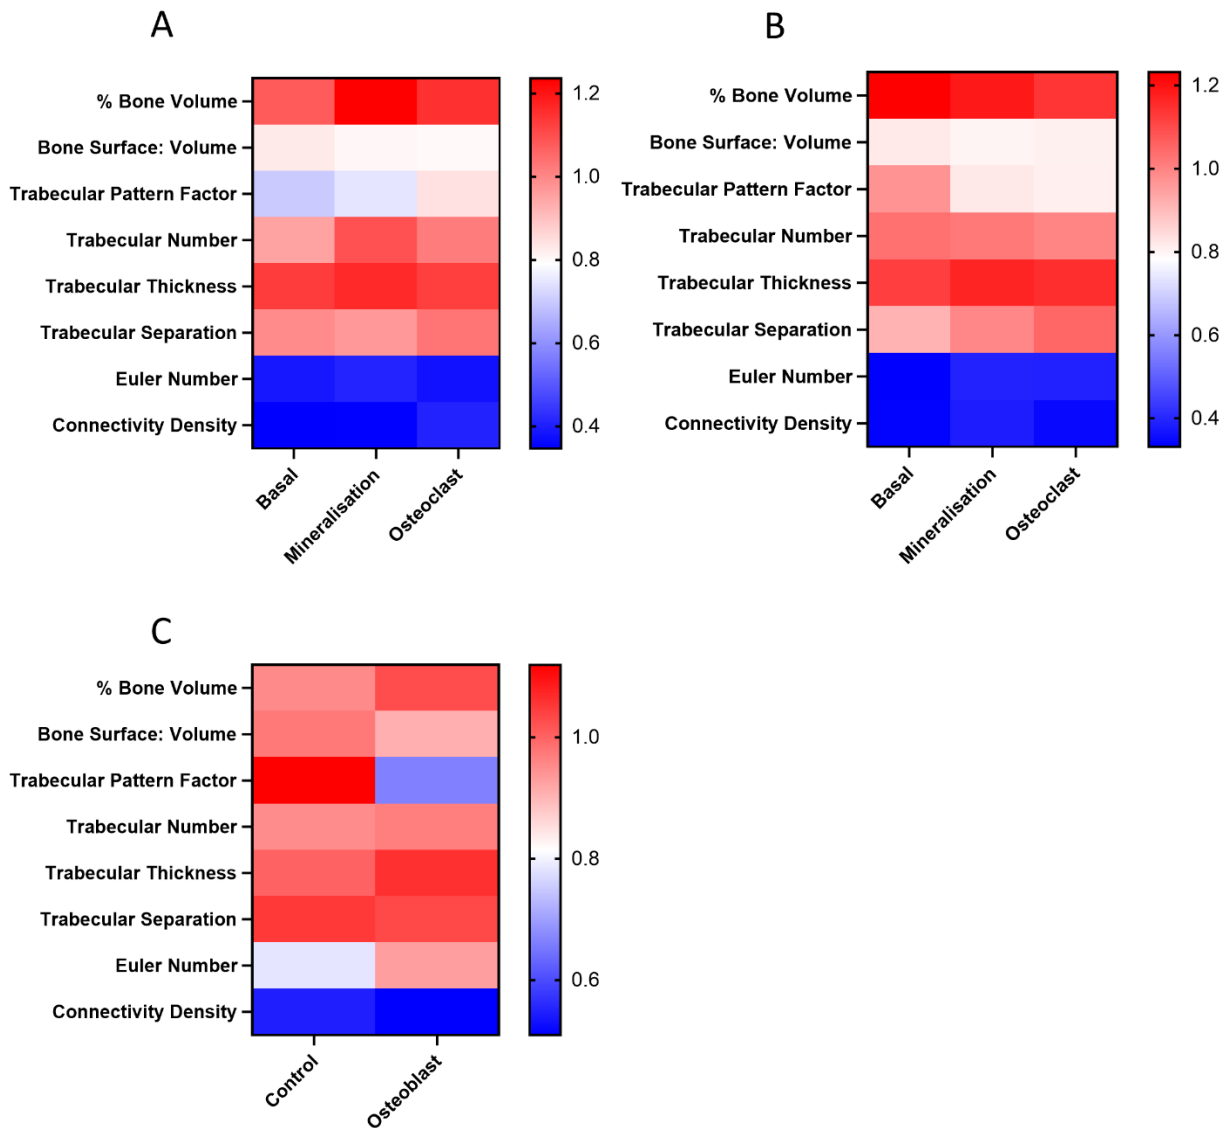 A
% Bone Volume
Bone Surface: Volume
Trabecular Pattern Factor
Trabecular Number
Trabecular Thickness
Trabecular Separation
Euler Number
Connectivity Density
Basal
Mineralisation
Osteoclast
1.2
1.0
0.8
0.6
0.4
B
% Bone Volume
Bone Surface: Volume
Trabecular Pattern Factor
Trabecular Number
Trabecular Thickness
Trabecular Separation
Euler Number
Connectivity Density
Basal
Mineralisation
Osteoclast
1.2
1.0
0.8
0.6
0.4
C
% Bone Volume
Bone Surface: Volume
Trabecular Pattern Factor
Trabecular Number
Trabecular Thickness
Trabecular Separation
Euler Number
Connectivity Density
Control
Osteoblast
1.0
0.8
0.6